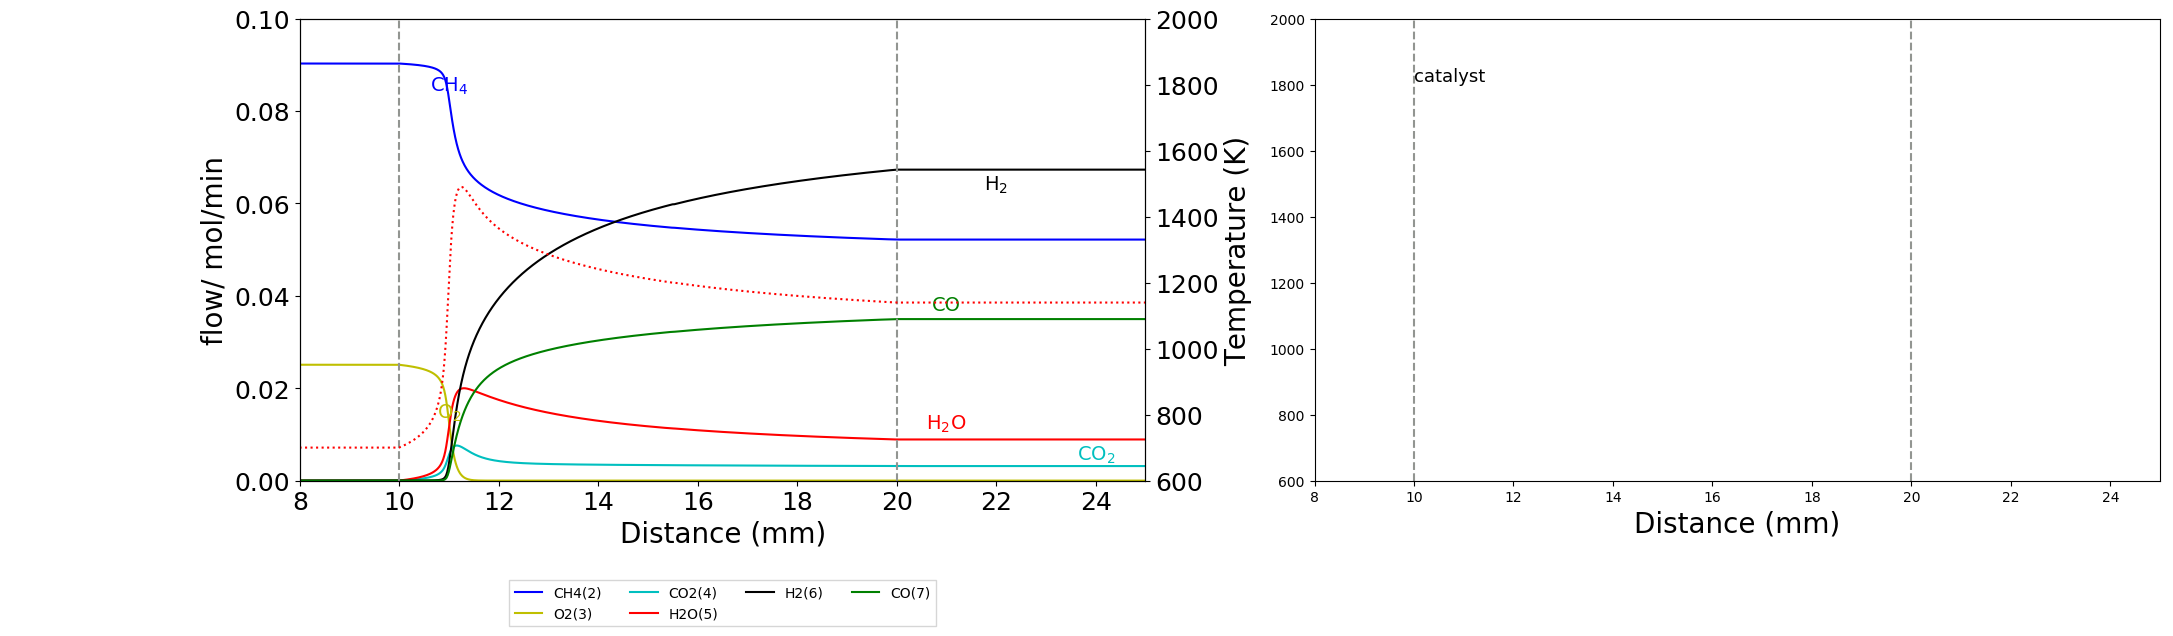 0.10
0.08
0.06
0.04
0.02
0.00
flow/ mol/min
8 10 12 14 16 18 20 22 24
Distance (mm)
CH4
O2
H2
CO
H2O
CO2
2000
1800
1600
1400
1200
1000
800
600
Temperature (K)
CH4(2) CO2(4) H2(6) CO(7)
O2(3) H2O(5)
2000
1800
1600
1400
1200
1000
800
600
catalyst
8 10 12 14 16 18 20 22 24
Distance (mm)